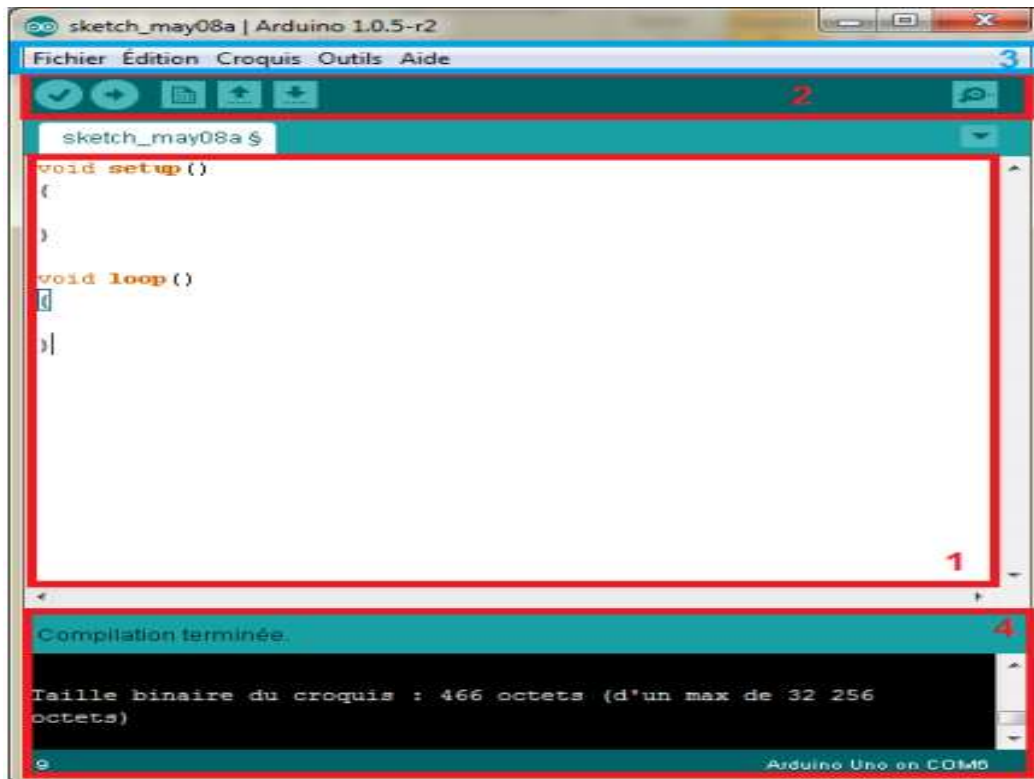 sketch_may08a | Arduino 1.0.5-r2
Fichier Édition Croquis Outils Aide
3
2
sketch_may08a §
void setup()
{
}
void loop()
{
}
1
Compilation terminée.
4
Taille binaire du croquis : 466 octets (d'un max de 32 256
octets)
9
Arduino Uno on COM6